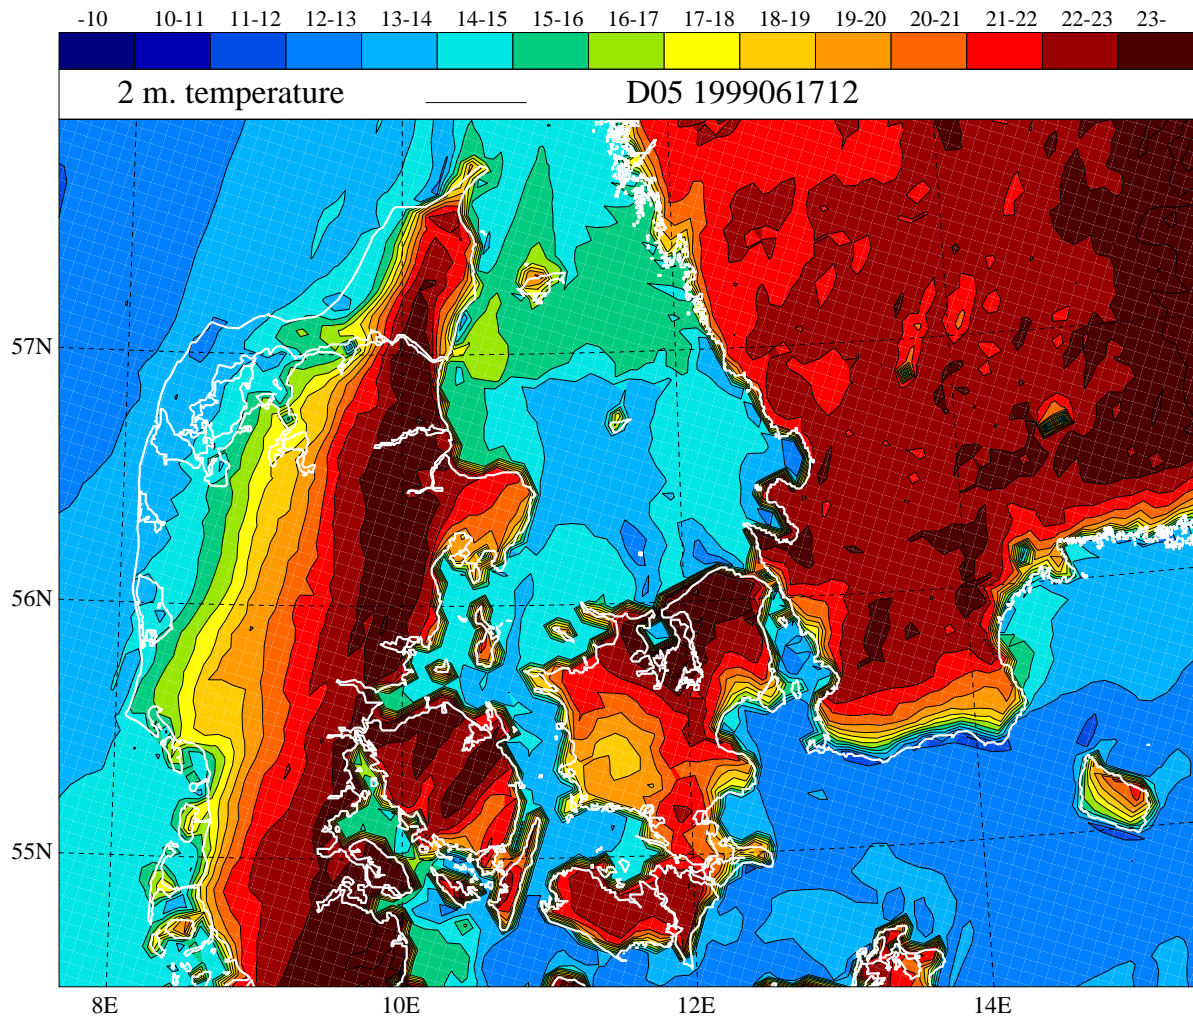 -10 10-11 11-12 12-13 13-14 14-15 15-16 16-17 17-18 18-19 19-20 20-21 21-22 22-23 23-
2 m. temperature D05 1999061712
57N
56N
55N
8E 10E 12E 14E